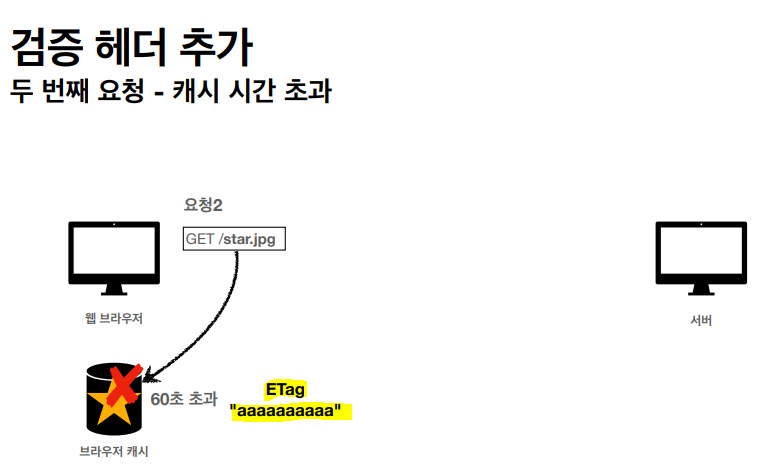 검증 헤더 추가
두 번째 요청 - 캐시 시간 초과
요청2
GET /star.jpg
웹 브라우저
서버
60초 초과
ETag
"aaaaaaaaaa"
브라우저 캐시